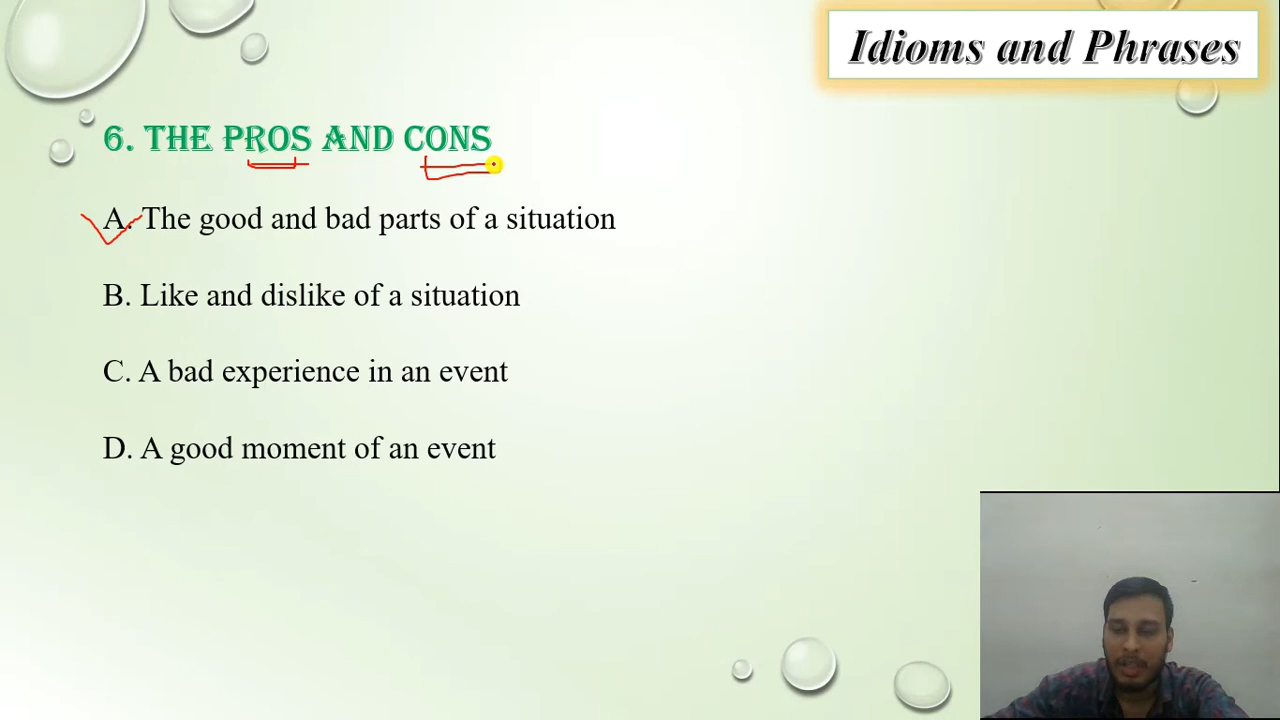 Idioms and Phrases
6. THE PROS AND CONS
A. The good and bad parts of a situation
B. Like and dislike of a situation
C. A bad experience in an event
D. A good moment of an event